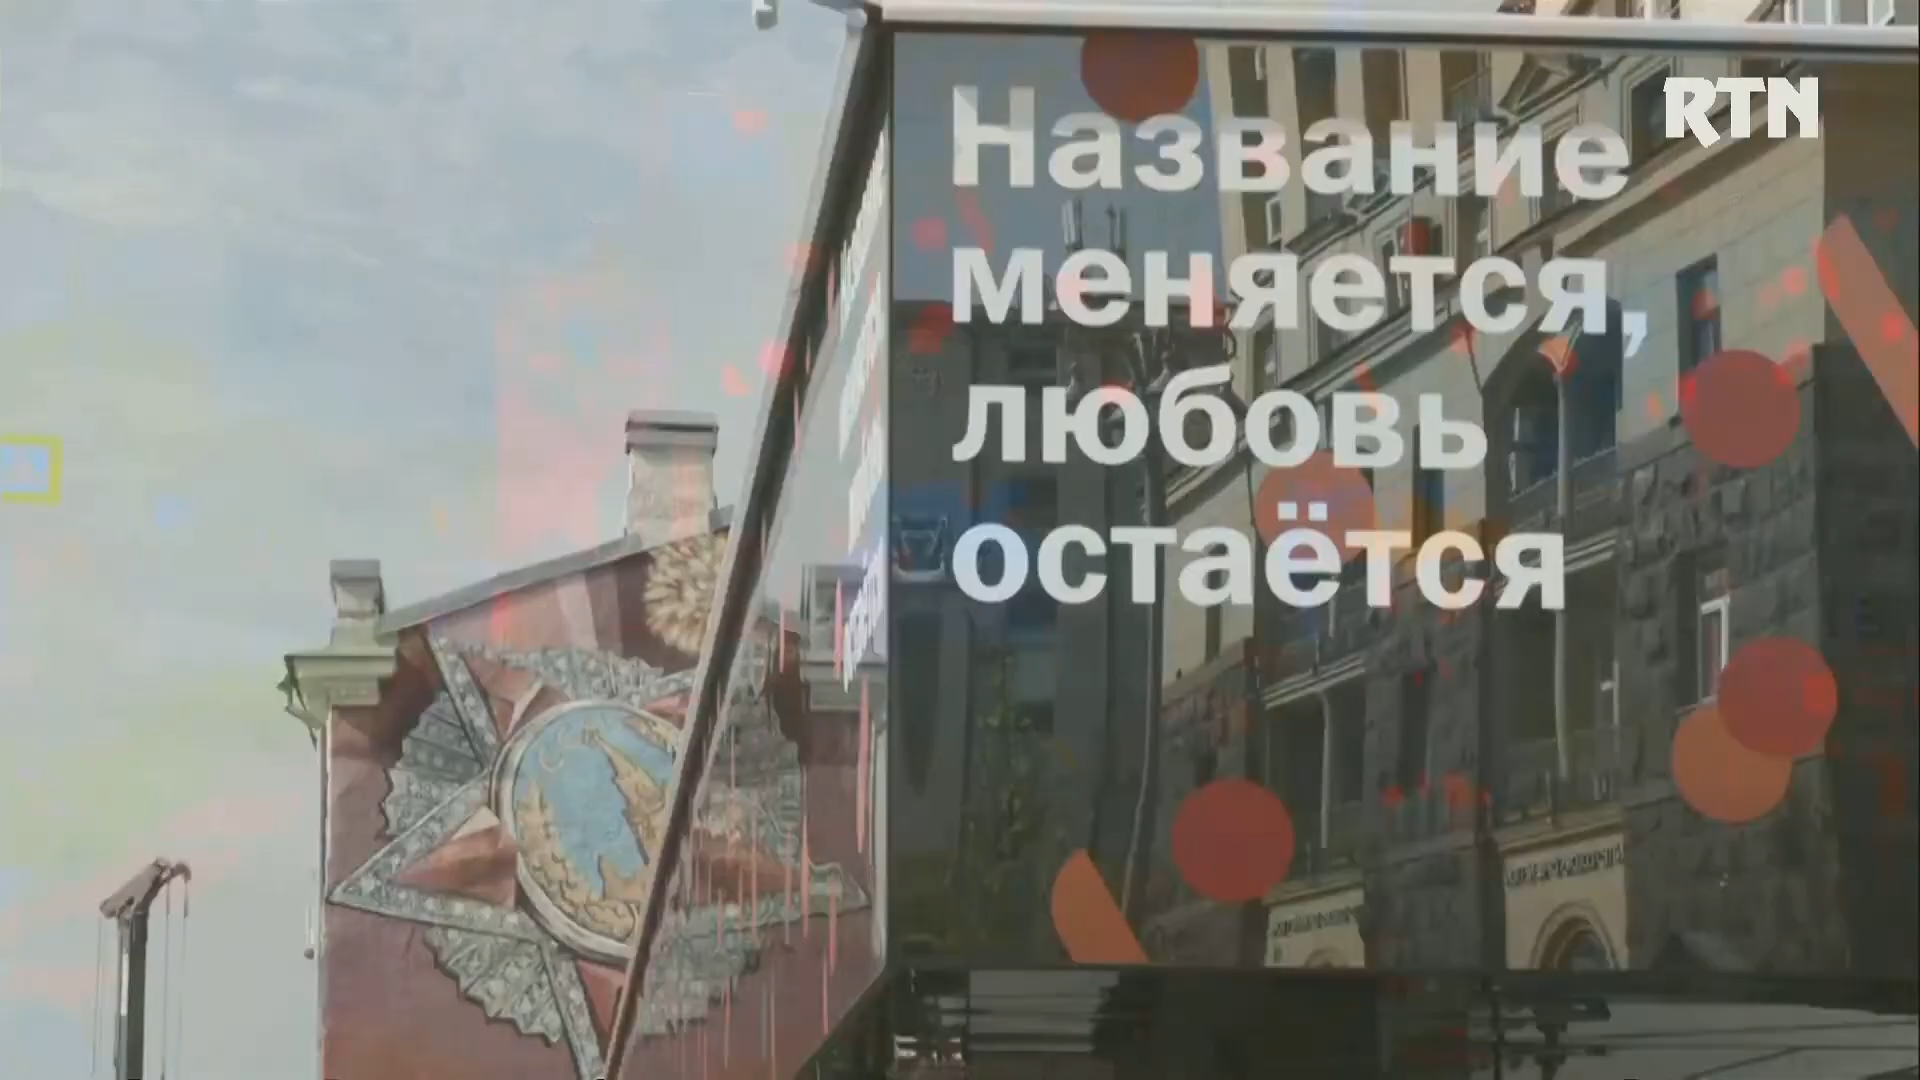 RTN
Название
меняется,
любовь
остаётся